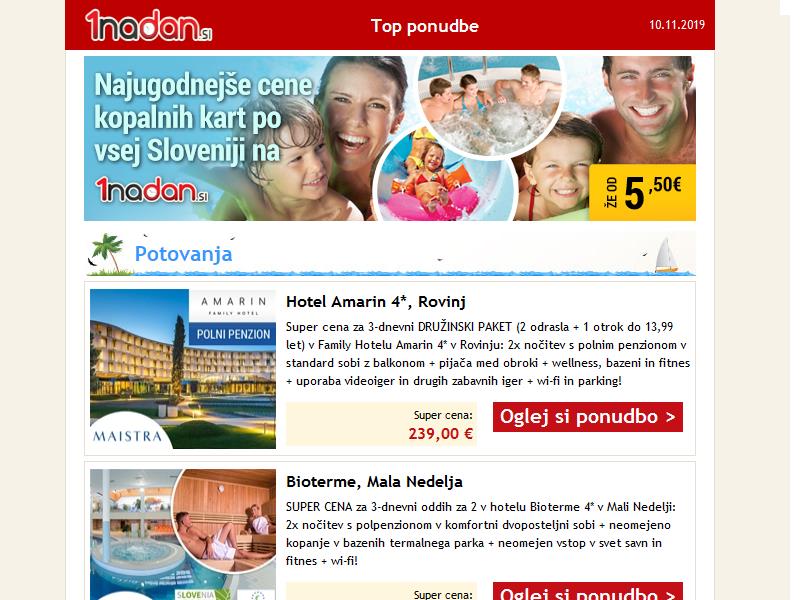 1nadan.si
Top ponudbe
10.11.2019
Najugodnejše cene
kopalnih kart po
vsej Sloveniji na
1nadan.si
ŽE OD 5,50€
Potovanja
AMARIN
FAMILY HOTEL
POLNI PENZION
MAISTRA
Hotel Amarin 4*, Rovinj
Super cena za 3-dnevni DRUŽINSKI PAKET (2 odrasla + 1 otrok do 13,99
let) v Family Hotelu Amarin 4* v Rovinju: 2x nočitev s polnim penzionom v
standard sobi z balkonom + pijača med obroki + wellness, bazeni in fitnes
+ uporaba videoiger in drugih zabavnih iger + wi-fi in parking!
Super cena:
239,00 €
Oglej si ponudbo >
Bioterme, Mala Nedelja
SUPER CENA za 3-dnevni oddih za 2 v hotelu Bioterme 4* v Mali Nedelji:
2x nočitev s polpenzionom v komfortni dvoposteljni sobi + neomejeno
kopanje v bazenih termalnega parka + neomejen vstop v svet savn in
fitnes + wi-fi!
SLOVENIA
Super cena:
Oglej si ponudbo >